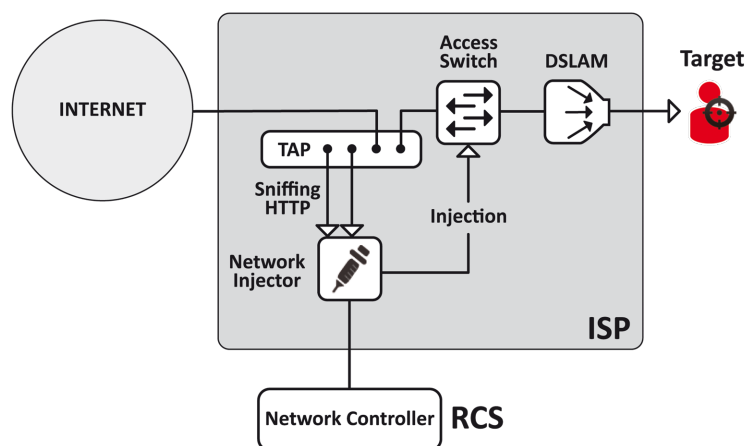 Access
Switch
DSLAM
Target
INTERNET
TAP
Sniffing
HTTP
Injection
Network
Injector
ISP
Network Controller
RCS